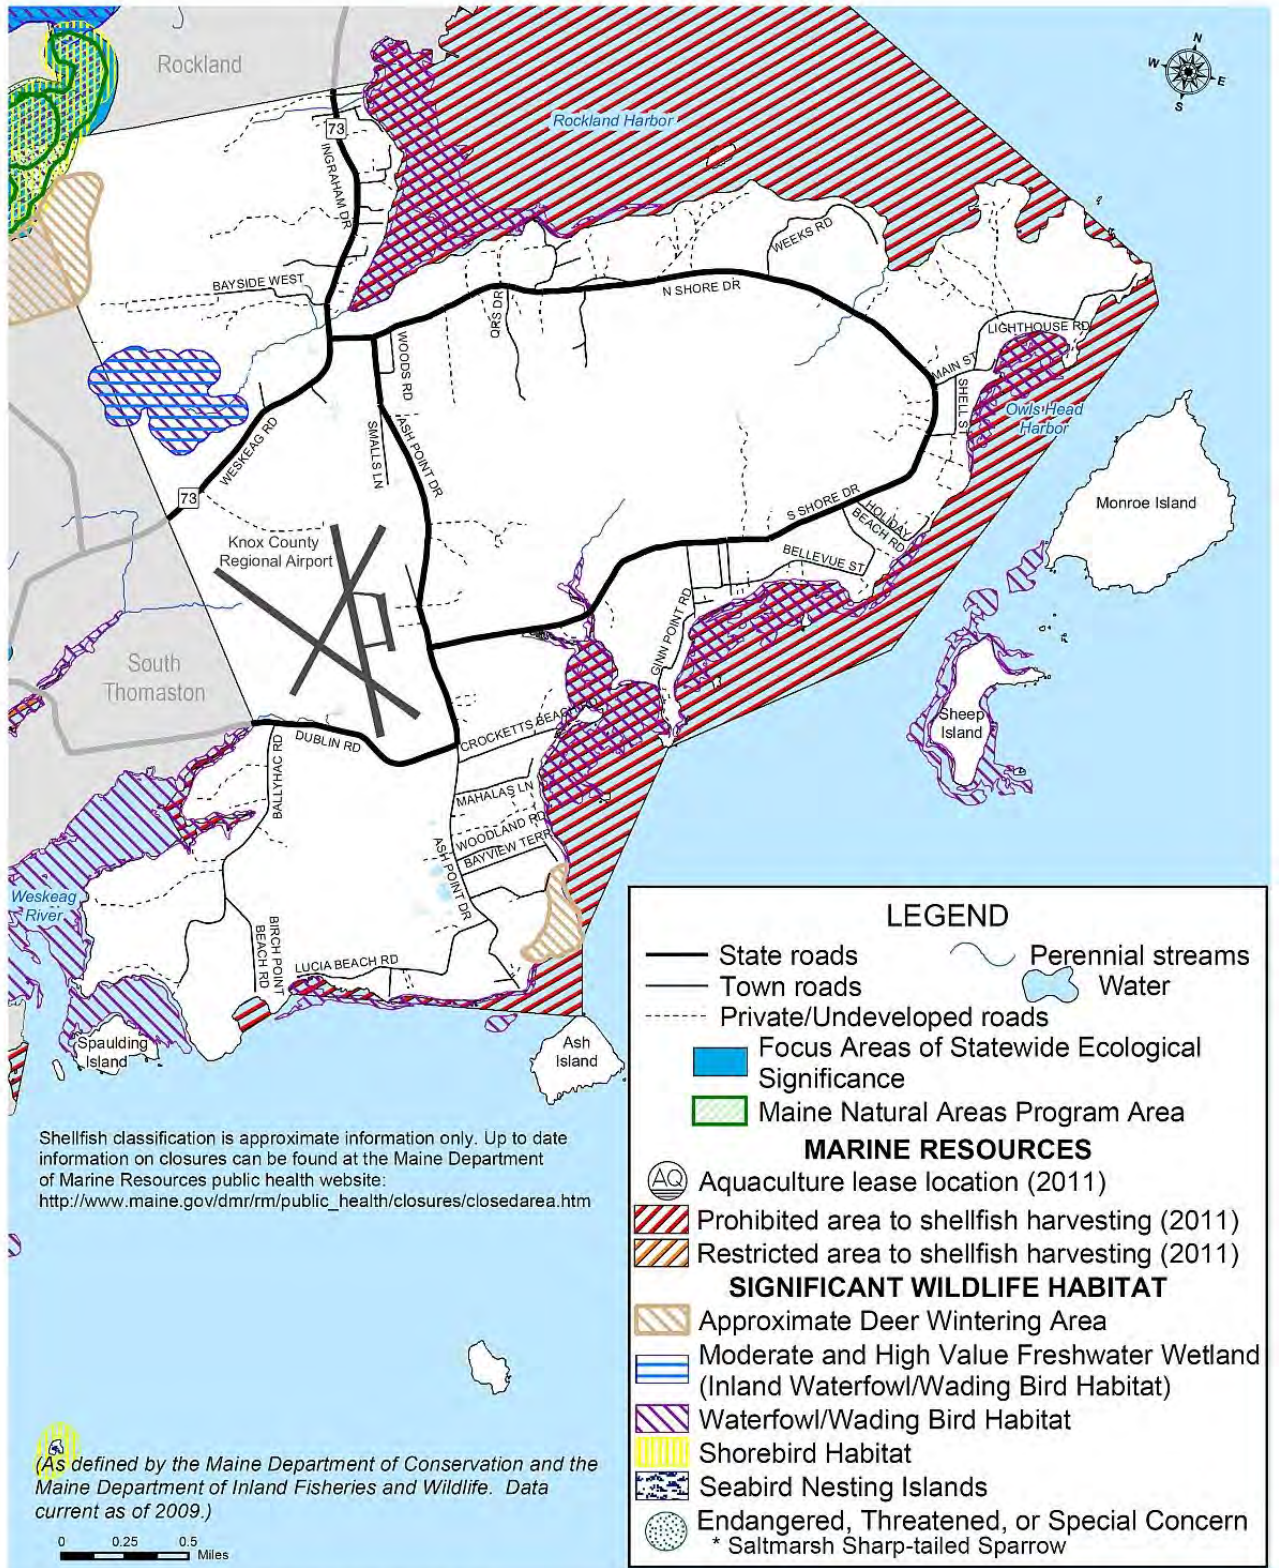 Rockland
N
W
E
S
Rockland Harbor
73
INGRAHAM DR
WEEKS RD
BAYSIDE WEST
N SHORE DR
QRS DR
LIGHTHOUSE RD
WOODS RD
MAIN ST
SHELL ST
Owls Head
Harbor
ASH POINT DR
SMALLS LN
WESKEAG RD
73
S SHORE DR
HOLIDAY
BEACH RD
Monroe Island
Knox County
Regional Airport
BELLEVUE ST
GINN POINT RD
South
Thomaston
Sheep
Island
CROCKETTS BEACH RD
DUBLIN RD
BALLYHAC RD
MAHALAS LN
WOODLAND RD
BAYVIEW TERR
ASH POINT DR
Weskeag
River
BIRCH POINT
BEACH RD
LUCIA BEACH RD
Spaulding
Island
Ash
Island
LEGEND
State roads
Perennial streams
Town roads
Water
Private/Undeveloped roads
Focus Areas of Statewide Ecological
Significance
Maine Natural Areas Program Area
MARINE RESOURCES
AQ Aquaculture lease location (2011)
Prohibited area to shellfish harvesting (2011)
Restricted area to shellfish harvesting (2011)
SIGNIFICANT WILDLIFE HABITAT
Approximate Deer Wintering Area
Moderate and High Value Freshwater Wetland
(Inland Waterfowl/Wading Bird Habitat)
Waterfowl/Wading Bird Habitat
Shorebird Habitat
Seabird Nesting Islands
Endangered, Threatened, or Special Concern
* Saltmarsh Sharp-tailed Sparrow
Shellfish classification is approximate information only. Up to date
information on closures can be found at the Maine Department
of Marine Resources public health website:
http://www.maine.gov/dmr/rm/public_health/closures/closedarea.htm
(As defined by the Maine Department of Conservation and the
Maine Department of Inland Fisheries and Wildlife. Data
current as of 2009.)
0 0.25 0.5
Miles